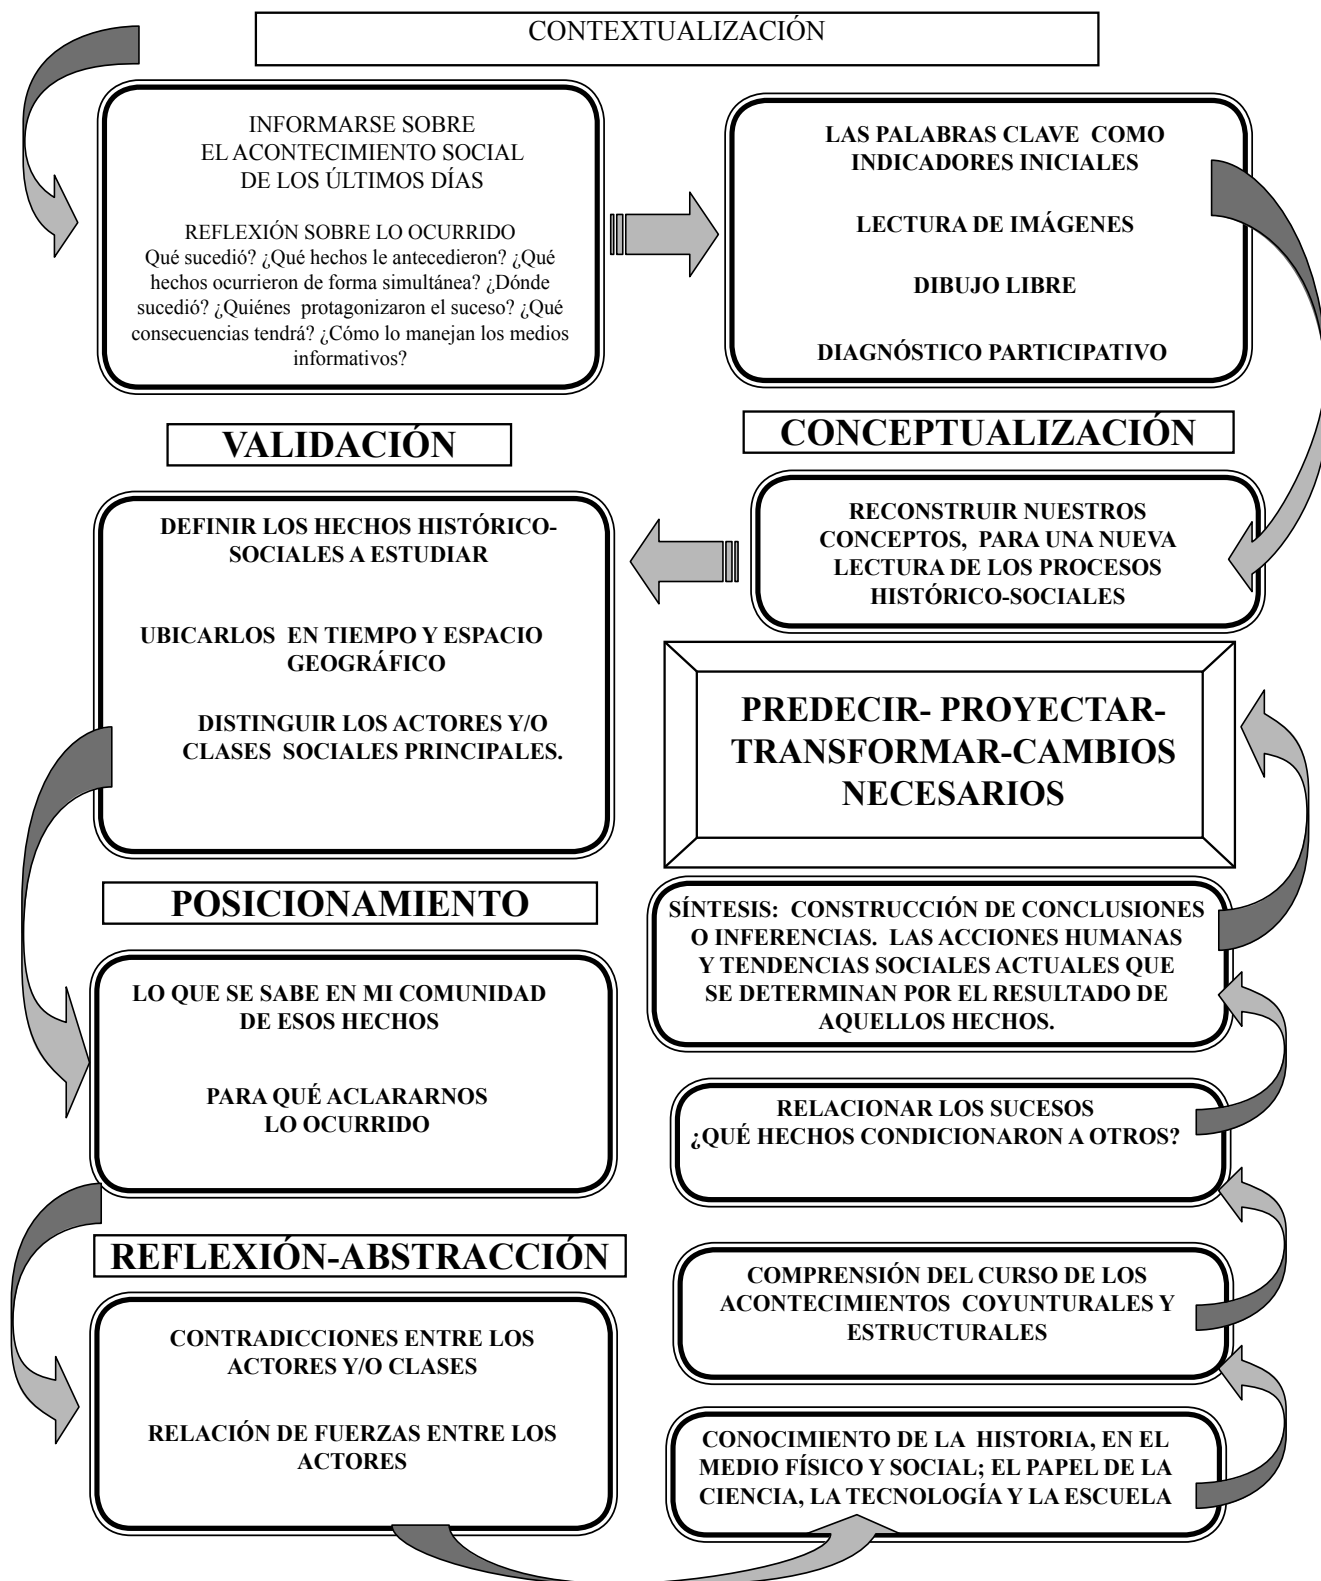 CONTEXTUALIZACIÓN
INFORMARSE SOBRE
EL ACONTECIMIENTO SOCIAL
DE LOS ÚLTIMOS DÍAS
REFLEXIÓN SOBRE LO OCURRIDO
Qué sucedió? ¿Qué hechos le antecedieron? ¿Qué
hechos ocurrieron de forma simultánea? ¿Dónde
sucedió? ¿Quiénes protagonizaron el suceso? ¿Qué
consecuencias tendrá? ¿Cómo lo manejan los medios
informativos?
LAS PALABRAS CLAVE COMO
INDICADORES INICIALES
LECTURA DE IMÁGENES
DIBUJO LIBRE
DIAGNÓSTICO PARTICIPATIVO
CONCEPTUALIZACIÓN
RECONSTRUIR NUESTROS
CONCEPTOS, PARA UNA NUEVA
LECTURA DE LOS PROCESOS
HISTÓRICO-SOCIALES
VALIDACIÓN
DEFINIR LOS HECHOS HISTÓRICO-
SOCIALES A ESTUDIAR
UBICARLOS EN TIEMPO Y ESPACIO
GEOGRÁFICO
DISTINGUIR LOS ACTORES Y/O
CLASES SOCIALES PRINCIPALES.
POSICIONAMIENTO
LO QUE SE SABE EN MI COMUNIDAD
DE ESOS HECHOS
PARA QUÉ ACLARARNOS
LO OCURRIDO
REFLEXIÓN-ABSTRACCIÓN
CONTRADICCIONES ENTRE LOS
ACTORES Y/O CLASES
RELACIÓN DE FUERZAS ENTRE LOS
ACTORES
CONOCIMIENTO DE LA HISTORIA, EN EL
MEDIO FÍSICO Y SOCIAL; EL PAPEL DE LA
CIENCIA, LA TECNOLOGÍA Y LA ESCUELA
COMPRENSIÓN DEL CURSO DE LOS
ACONTECIMIENTOS COYUNTURALES Y
ESTRUCTURALES
RELACIONAR LOS SUCESOS
¿QUÉ HECHOS CONDICIONARON A OTROS?
SÍNTESIS: CONSTRUCCIÓN DE CONCLUSIONES
O INFERENCIAS. LAS ACCIONES HUMANAS
Y TENDENCIAS SOCIALES ACTUALES QUE
SE DETERMINAN POR EL RESULTADO DE
AQUELLOS HECHOS.
PREDECIR- PROYECTAR-
TRANSFORMAR-CAMBIOS
NECESARIOS